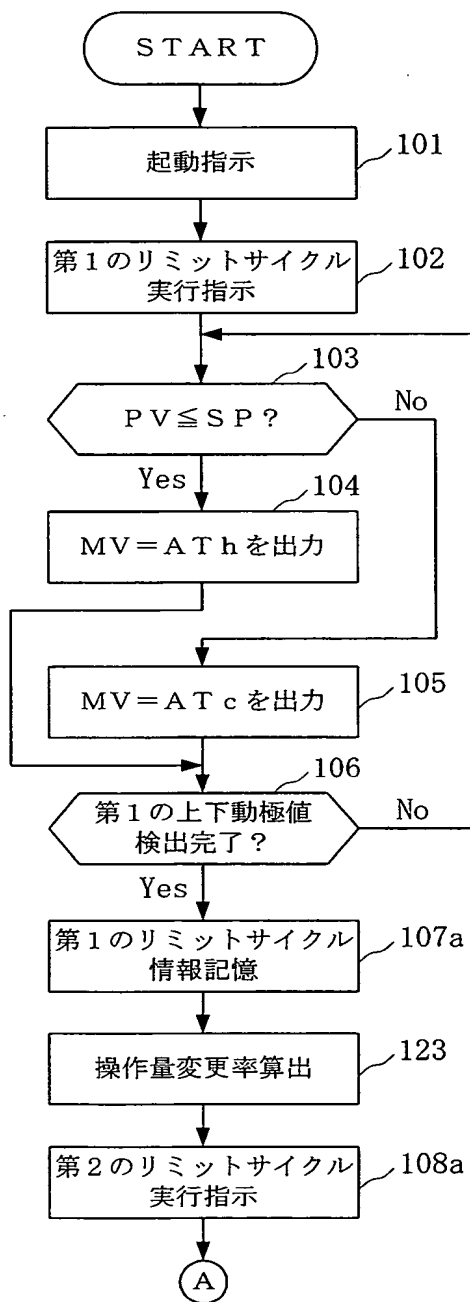 START
起動指示
101
第1のリミットサイクル
実行指示
102
103
PV≦SP?
No
Yes
104
MV=AThを出力
MV=ATcを出力
105
106
第1の上下動極値
検出完了?
No
Yes
第1のリミットサイクル
情報記憶
107a
操作量変更率算出
123
第2のリミットサイクル
実行指示
108a
A